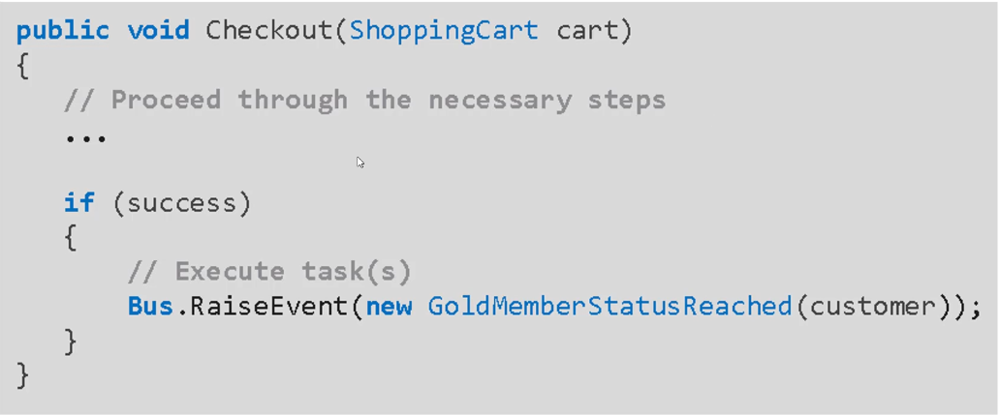 public void Checkout(ShoppingCart cart)
{
// Proceed through the necessary steps
...
if (success)
{
// Execute task(s)
Bus.RaiseEvent(new GoldMemberStatusReached(customer));
}
}